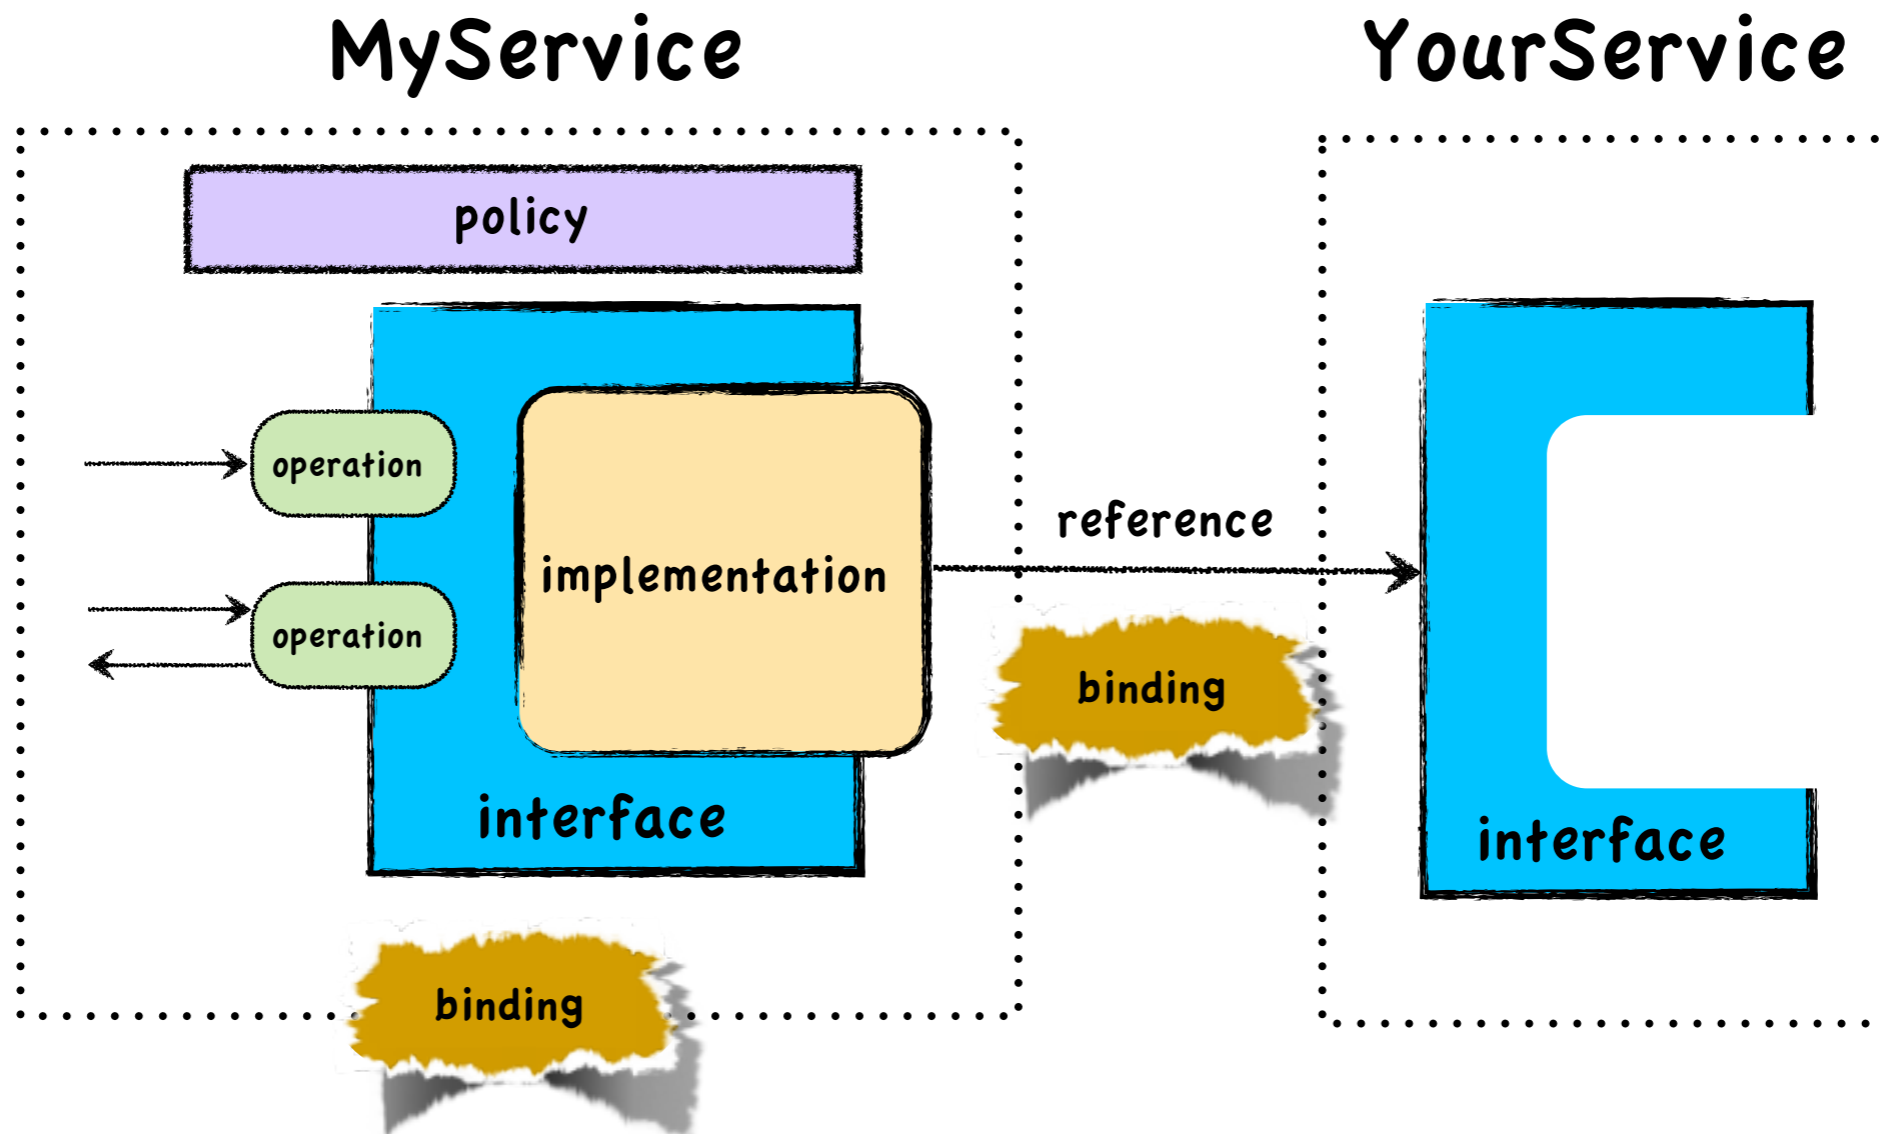 MyService
YourService
policy
operation
operation
implementation
interface
binding
reference
binding
interface